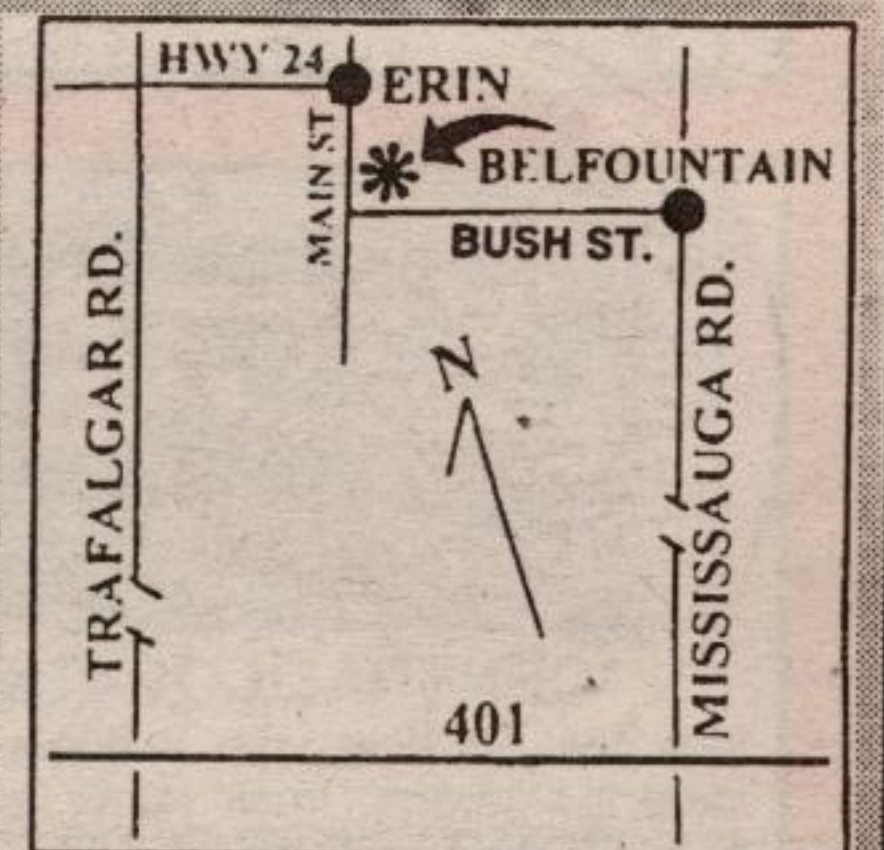 HWY 24
ERIN
MAIN ST
BELFOUNTAIN
BUSH ST.
TRAFALGAR RD.
MISSISSAUGA RD.
N
401